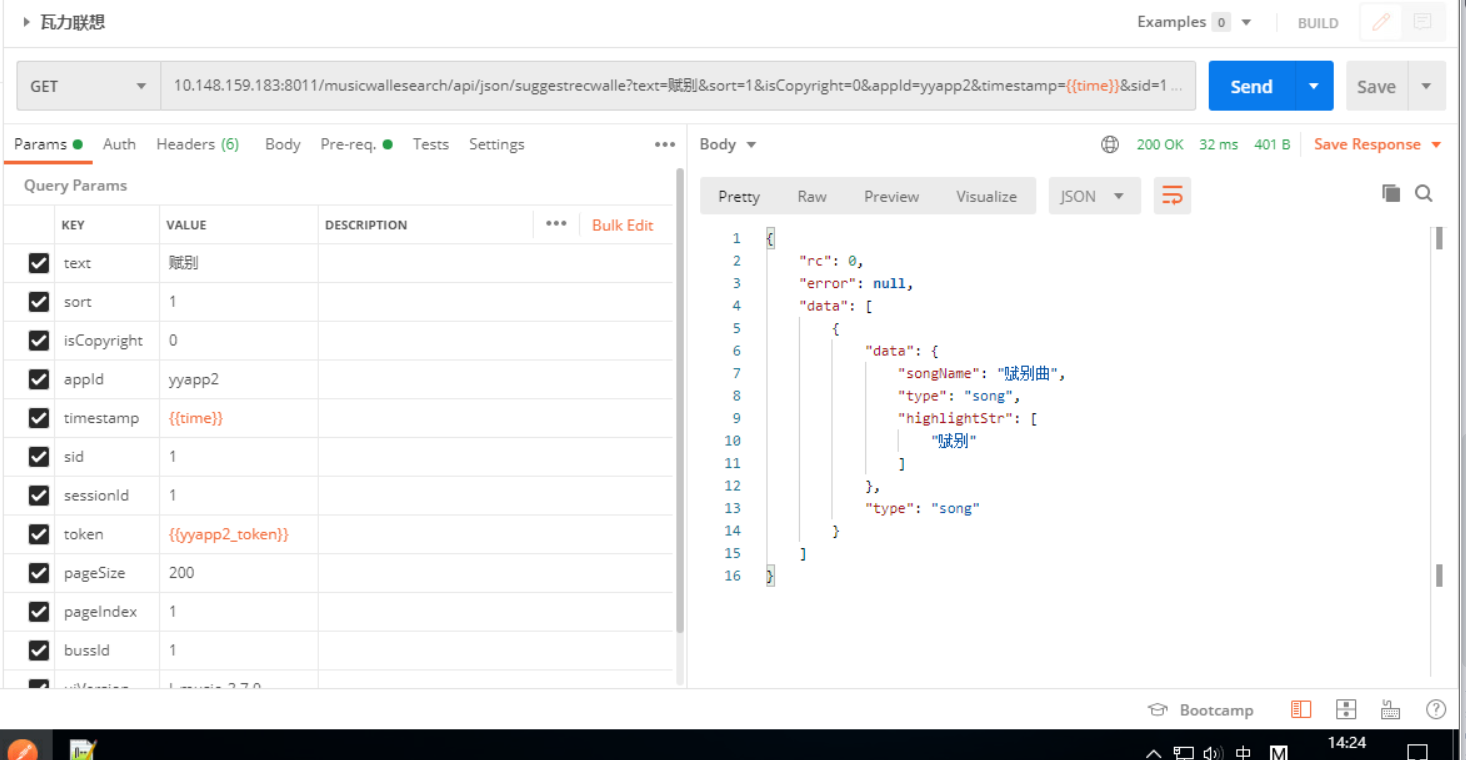 瓦力联想
Examples 0
BUILD
GET
10.148.159.183:8011/musicwallesearch/api/json/suggestrecwalle?text=赋别&sort=1&isCopyright=0&appId=yyapp2&timestamp={{time}}&sid=1 ...
Send
Save
Params Auth Headers (6) Body Pre-req. Tests Settings
Body 200 OK 32 ms 401 B Save Response
Query Params
Pretty Raw Preview Visualize JSON
KEY VALUE DESCRIPTION Bulk Edit
text 赋别
sort 1
isCopyright 0
appId yyapp2
timestamp {{time}}
sid 1
sessionId 1
token {{yyapp2_token}}
pageSize 200
pageIndex 1
bussId 1
1 {
2 "rc": 0,
3 "error": null,
4 "data": [
5 {
6 "data": {
7 "songName": "赋别曲",
8 "type": "song",
9 "highlightStr": [
10 "赋别"
11 ]
12 },
13 "type": "song"
14 }
15 ]
16 }
Bootcamp
中 M 14:24